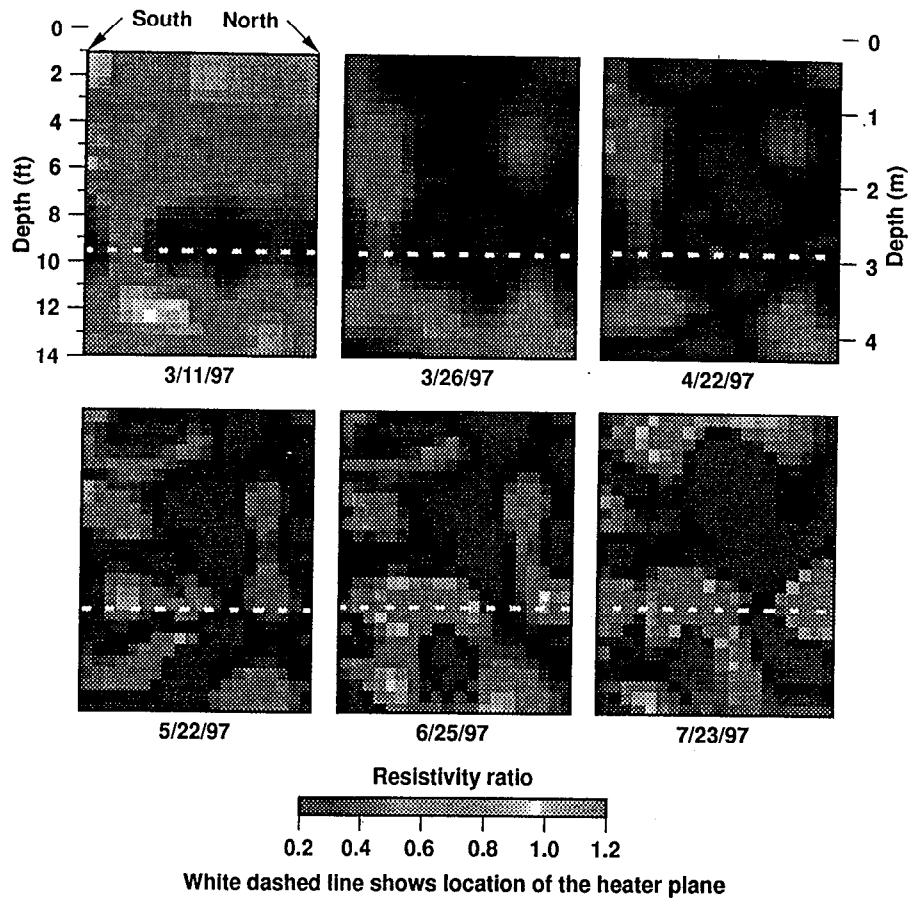 South North
0
2
4
6
8
10
12
14
Depth (ft)
0
.1
2
3
4
Depth (m)
3/11/97 3/26/97 4/22/97
5/22/97 6/25/97 7/23/97
Resistivity ratio
0.2 0.4 0.6 0.8 1.0 1.2
White dashed line shows location of the heater plane